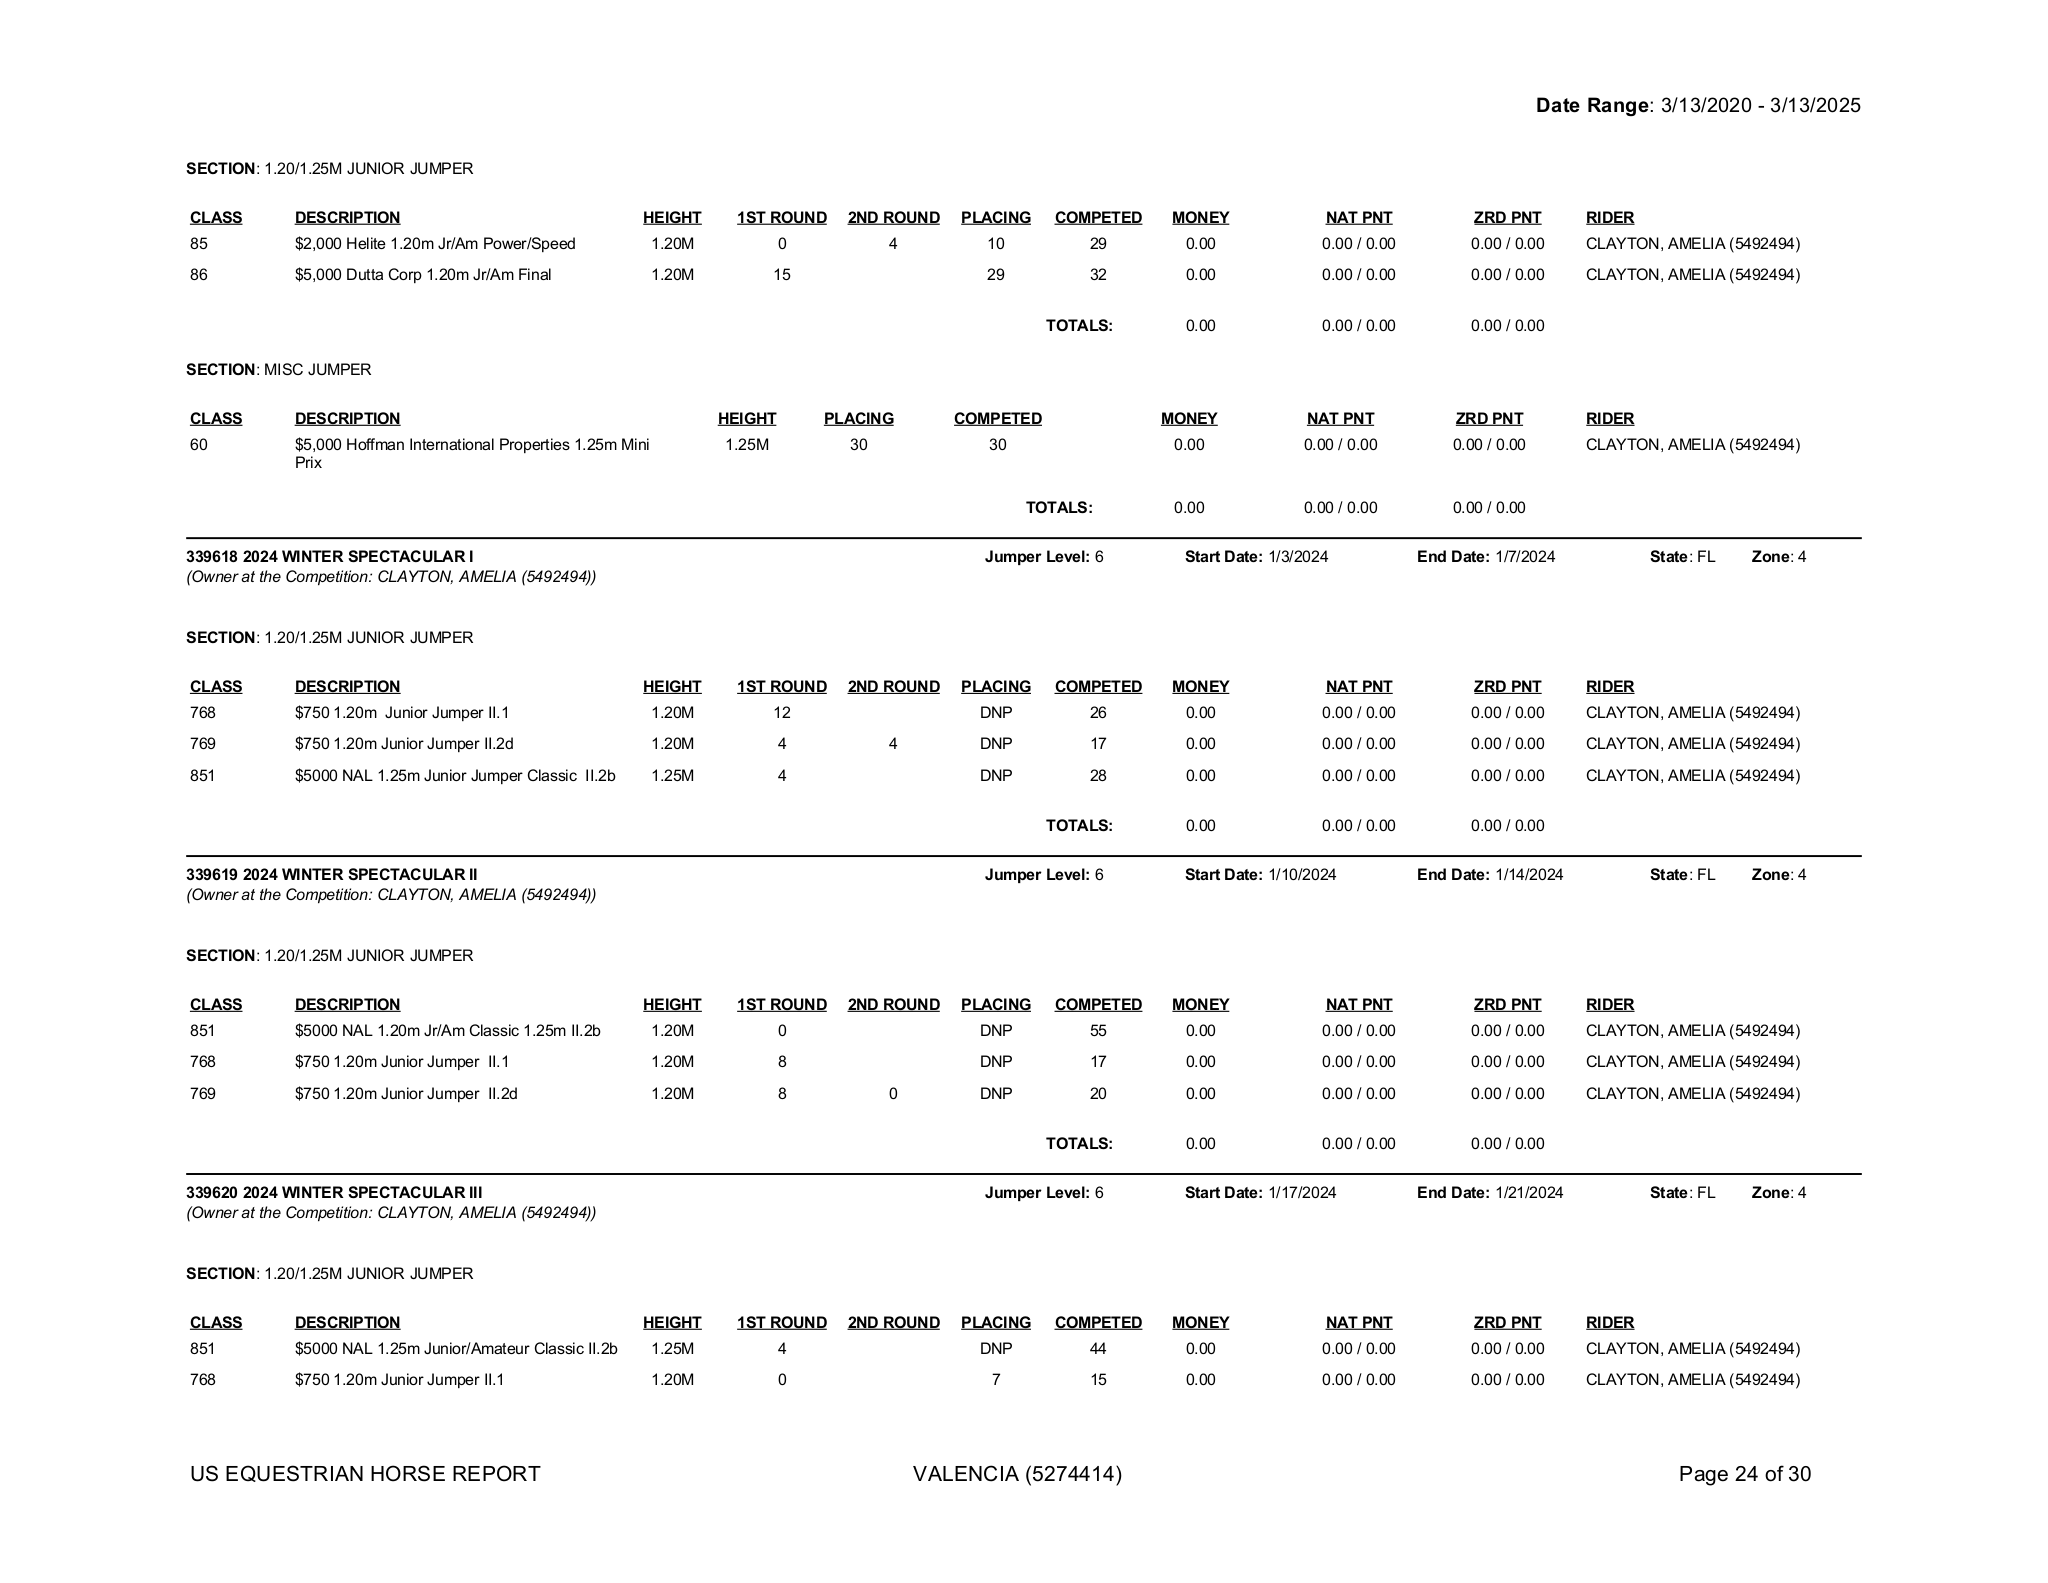 Date Range: 3/13/2020 - 3/13/2025
SECTION: 1.20/1.25M JUNIOR JUMPER
CLASS DESCRIPTION HEIGHT 1ST ROUND 2ND ROUND PLACING COMPETED MONEY NAT PNT ZRD PNT RIDER
85 $2,000 Helite 1.20m Jr/Am Power/Speed 1.20M 0 4 10 29 0.00 0.00 / 0.00 0.00 / 0.00 CLAYTON, AMELIA (5492494)
86 $5,000 Dutta Corp 1.20m Jr/Am Final 1.20M 15 29 32 0.00 0.00 / 0.00 0.00 / 0.00 CLAYTON, AMELIA (5492494)
TOTALS: 0.00 0.00 / 0.00 0.00 / 0.00
SECTION: MISC JUMPER
CLASS DESCRIPTION HEIGHT PLACING COMPETED MONEY NAT PNT ZRD PNT RIDER
60 $5,000 Hoffman International Properties 1.25m Mini 1.25M 30 30 0.00 0.00 / 0.00 0.00 / 0.00 CLAYTON, AMELIA (5492494)
Prix
TOTALS: 0.00 0.00 / 0.00 0.00 / 0.00
339618 2024 WINTER SPECTACULAR I Jumper Level: 6 Start Date: 1/3/2024 End Date: 1/7/2024 State: FL Zone: 4
(Owner at the Competition: CLAYTON, AMELIA (5492494))
SECTION: 1.20/1.25M JUNIOR JUMPER
CLASS DESCRIPTION HEIGHT 1ST ROUND 2ND ROUND PLACING COMPETED MONEY NAT PNT ZRD PNT RIDER
768 $750 1.20m Junior Jumper II.1 1.20M 12 DNP 26 0.00 0.00 / 0.00 0.00 / 0.00 CLAYTON, AMELIA (5492494)
769 $750 1.20m Junior Jumper II.2d 1.20M 4 4 DNP 17 0.00 0.00 / 0.00 0.00 / 0.00 CLAYTON, AMELIA (5492494)
851 $5000 NAL 1.25m Junior Jumper Classic II.2b 1.25M 4 DNP 28 0.00 0.00 / 0.00 0.00 / 0.00 CLAYTON, AMELIA (5492494)
TOTALS: 0.00 0.00 / 0.00 0.00 / 0.00
339619 2024 WINTER SPECTACULAR II Jumper Level: 6 Start Date: 1/10/2024 End Date: 1/14/2024 State: FL Zone: 4
(Owner at the Competition: CLAYTON, AMELIA (5492494))
SECTION: 1.20/1.25M JUNIOR JUMPER
CLASS DESCRIPTION HEIGHT 1ST ROUND 2ND ROUND PLACING COMPETED MONEY NAT PNT ZRD PNT RIDER
851 $5000 NAL 1.20m Jr/Am Classic 1.25m II.2b 1.20M 0 DNP 55 0.00 0.00 / 0.00 0.00 / 0.00 CLAYTON, AMELIA (5492494)
768 $750 1.20m Junior Jumper II.1 1.20M 8 DNP 17 0.00 0.00 / 0.00 0.00 / 0.00 CLAYTON, AMELIA (5492494)
769 $750 1.20m Junior Jumper II.2d 1.20M 8 0 DNP 20 0.00 0.00 / 0.00 0.00 / 0.00 CLAYTON, AMELIA (5492494)
TOTALS: 0.00 0.00 / 0.00 0.00 / 0.00
339620 2024 WINTER SPECTACULAR III Jumper Level: 6 Start Date: 1/17/2024 End Date: 1/21/2024 State: FL Zone: 4
(Owner at the Competition: CLAYTON, AMELIA (5492494))
SECTION: 1.20/1.25M JUNIOR JUMPER
CLASS DESCRIPTION HEIGHT 1ST ROUND 2ND ROUND PLACING COMPETED MONEY NAT PNT ZRD PNT RIDER
851 $5000 NAL 1.25m Junior/Amateur Classic II.2b 1.25M 4 DNP 44 0.00 0.00 / 0.00 0.00 / 0.00 CLAYTON, AMELIA (5492494)
768 $750 1.20m Junior Jumper II.1 1.20M 0 7 15 0.00 0.00 / 0.00 0.00 / 0.00 CLAYTON, AMELIA (5492494)
US EQUESTRIAN HORSE REPORT VALENCIA (5274414) Page 24 of 30